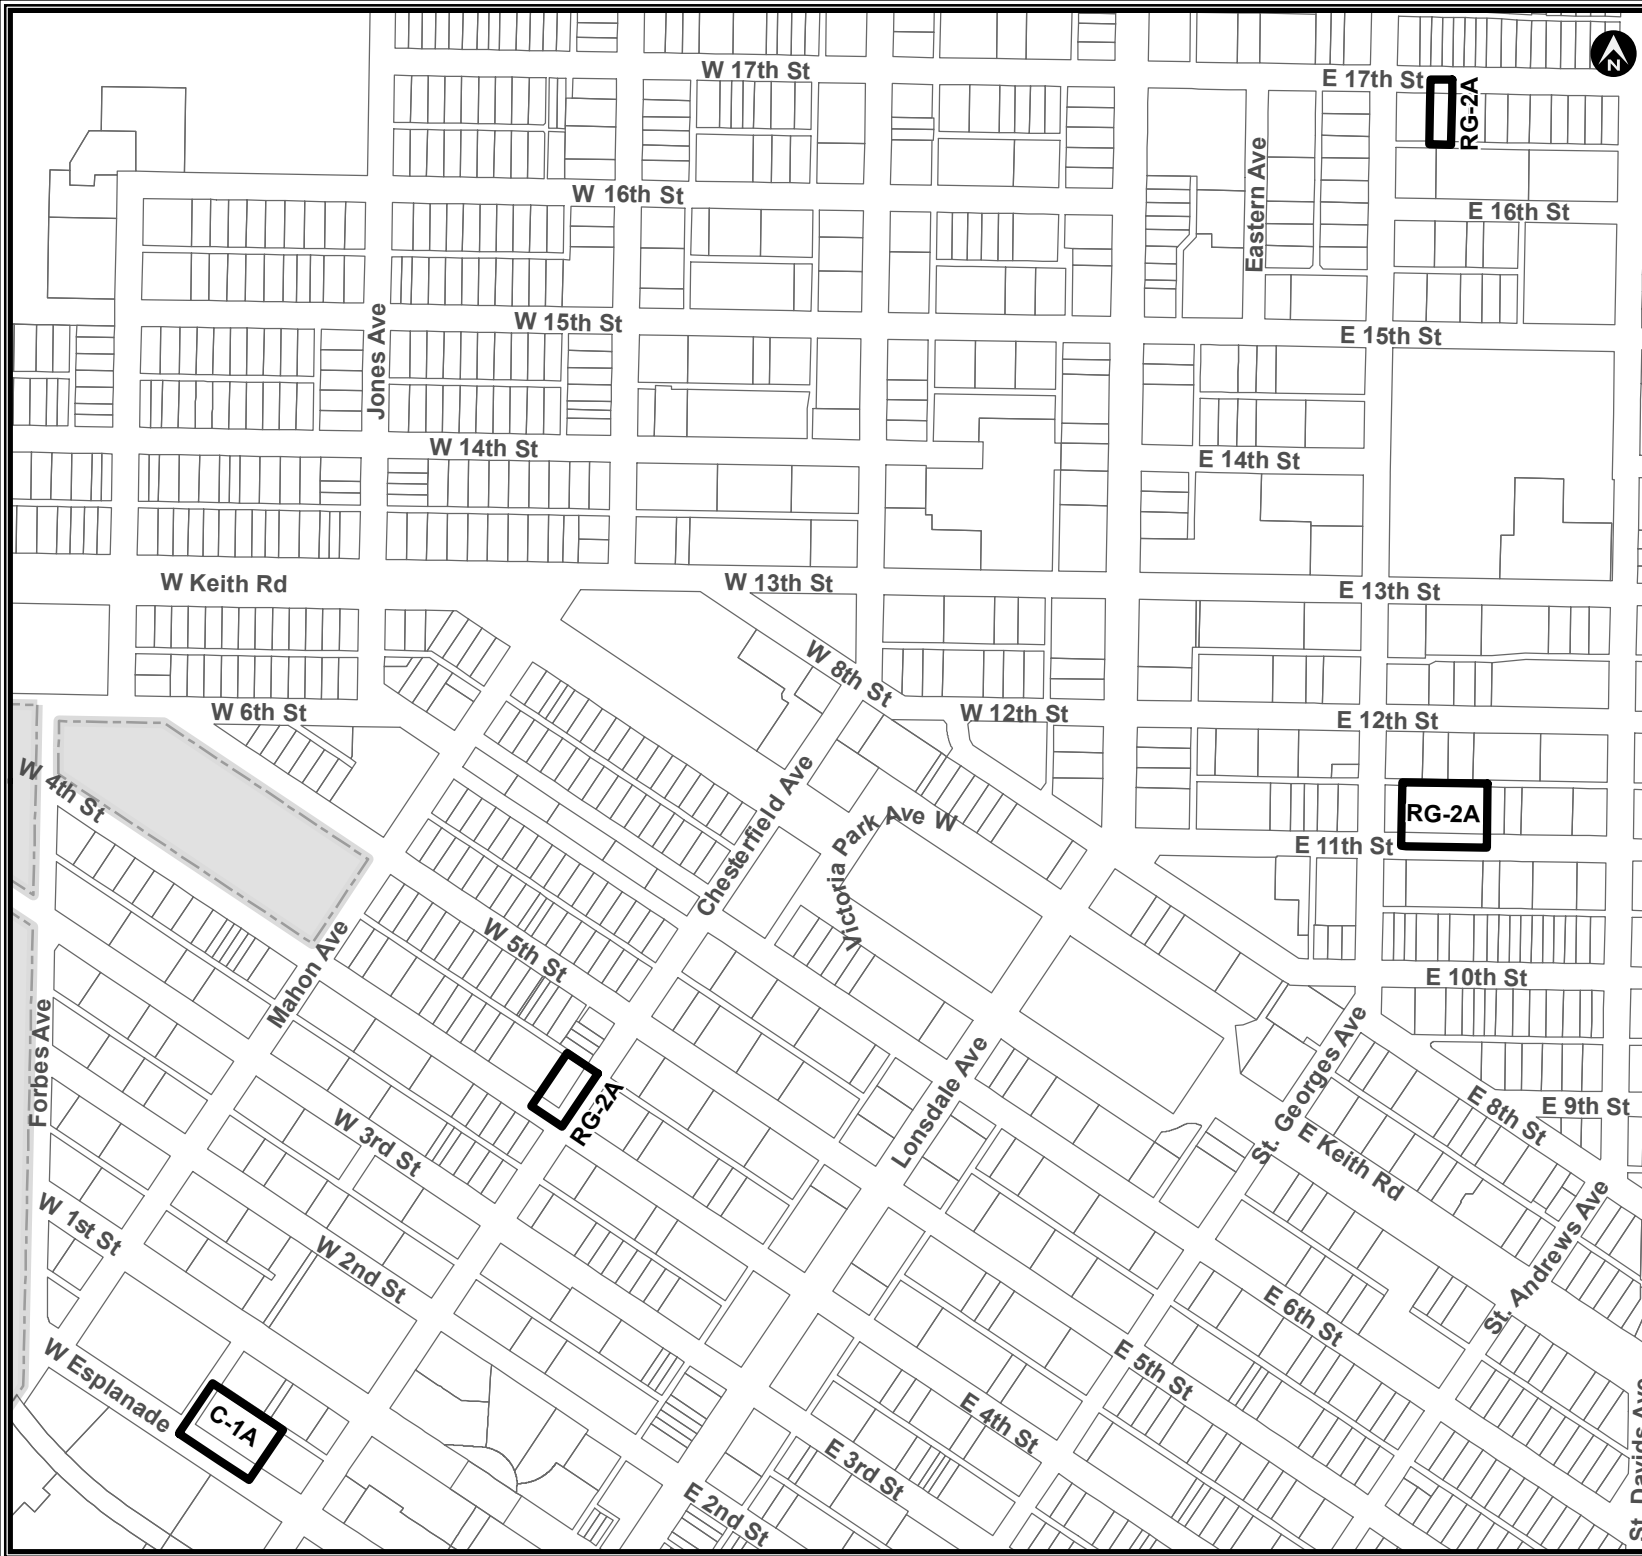 W 17th St
E 17th St
RG-2A
N
Eastern Ave
W 16th St
E 16th St
Jones Ave
W 15th St
E 15th St
W 14th St
E 14th St
W Keith Rd
W 13th St
E 13th St
W 8th St
W 6th St
W 12th St
E 12th St
W 4th St
Chesterfield Ave
Victoria Park Ave W
RG-2A
E 11th St
W 5th St
Mahon Ave
E 10th St
Forbes Ave
Lonsdale Ave
St. Georges Ave
RG-2A
W 3rd St
E 8th St
E 9th St
E Keith Rd
W 1st St
W 2nd St
St. Andrews Ave
E 6th St
W Esplanade
C-1A
E 5th St
E 4th St
E 3rd St
E 2nd St
St. Davids Ave